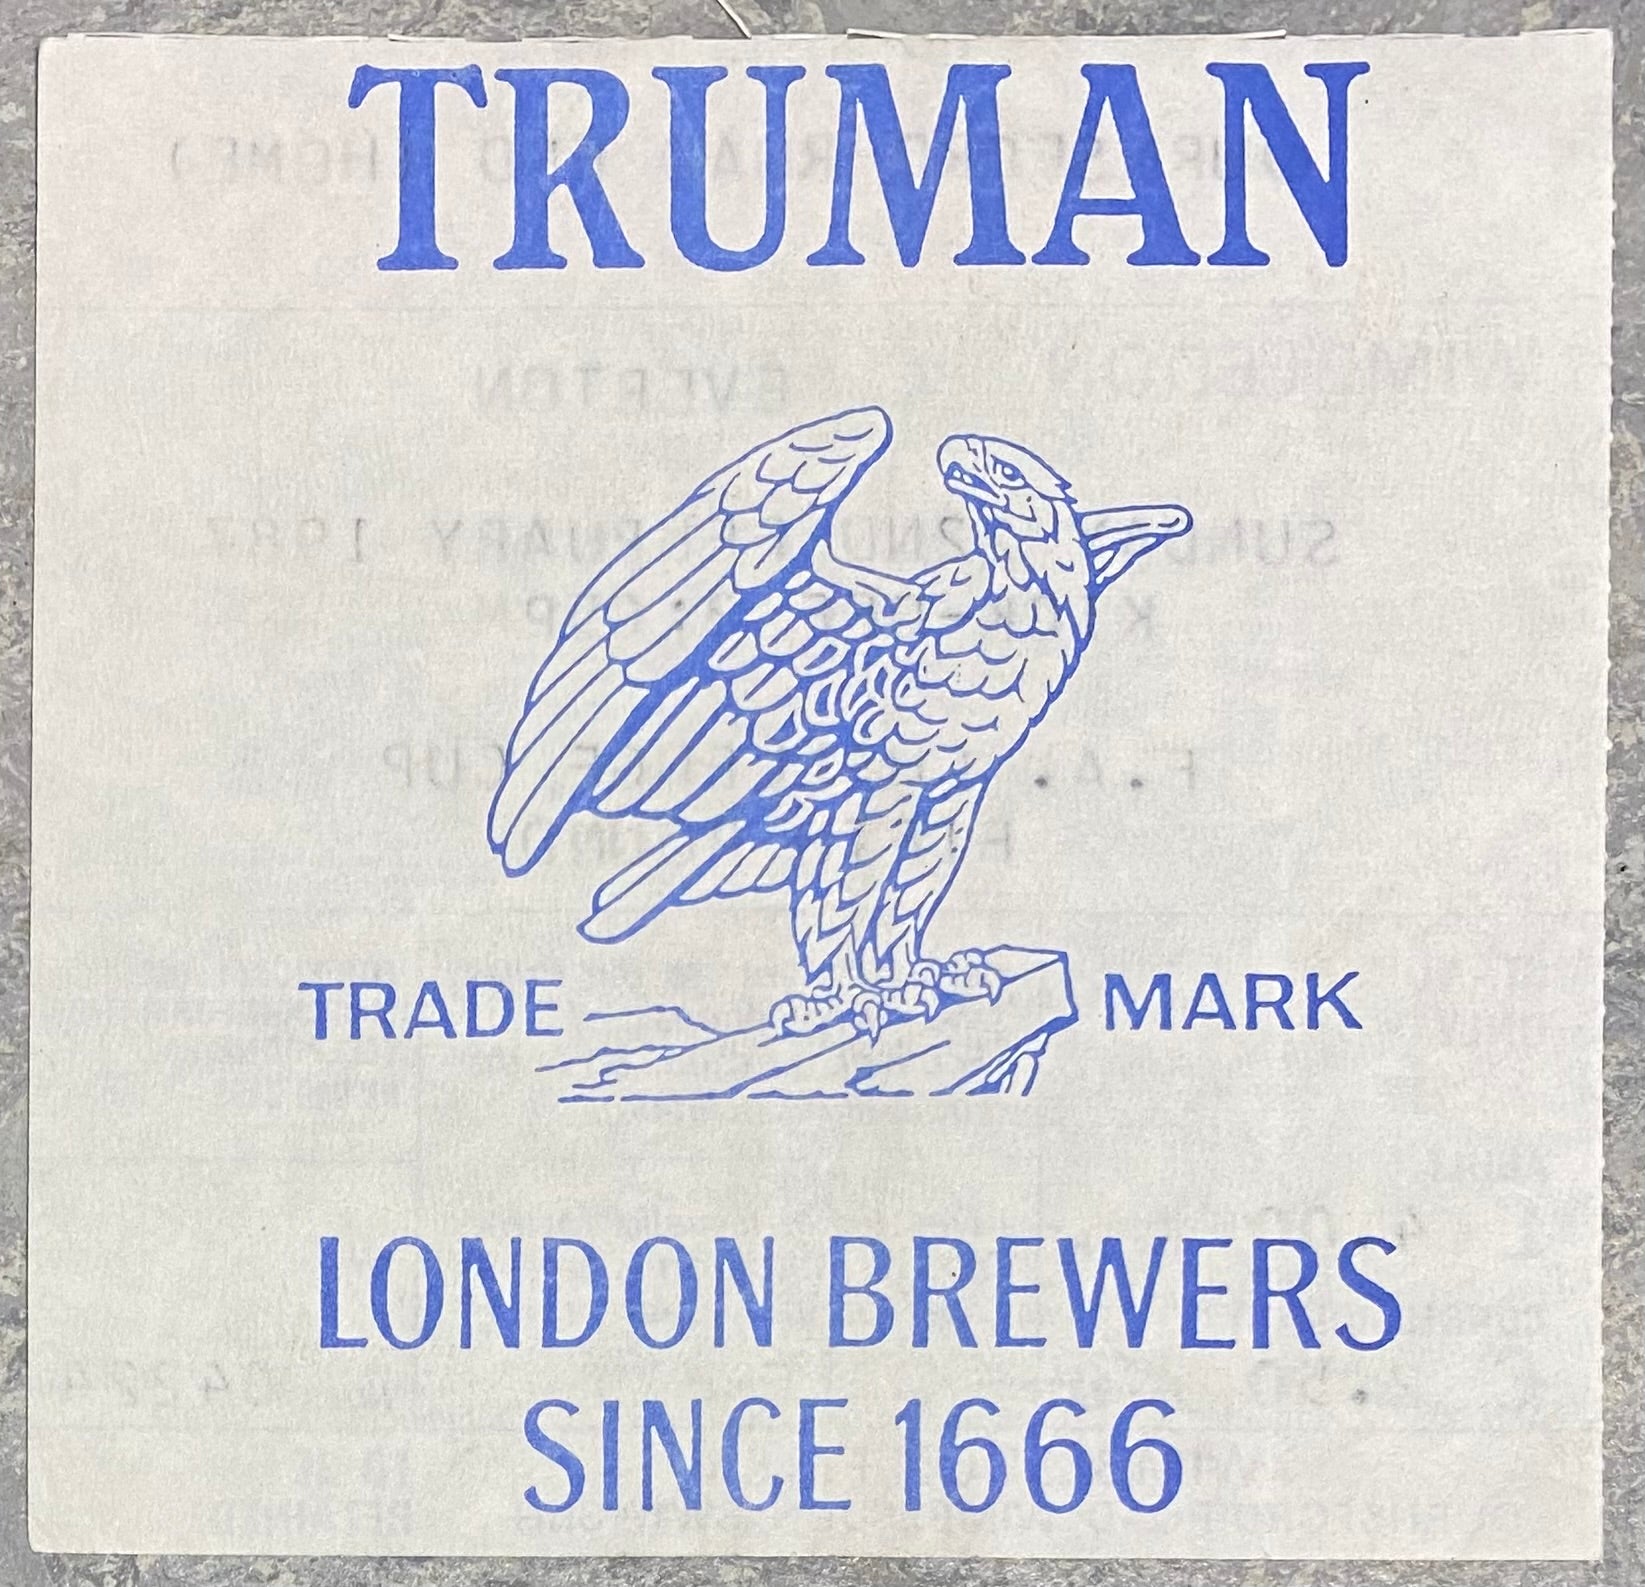 TRUMAN
TRADE MARK
LONDON BREWERS
SINCE 1666